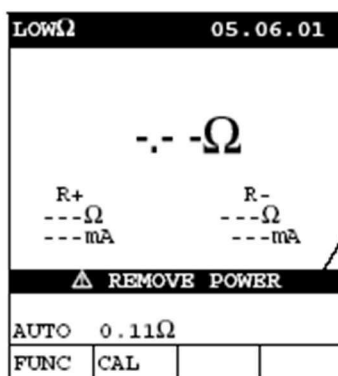 LOWΩ 05.06.01
-.- -Ω
R+ R-
---Ω ---Ω
---mA ---mA
⚠ REMOVE POWER
AUTO 0.11Ω
FUNC CAL